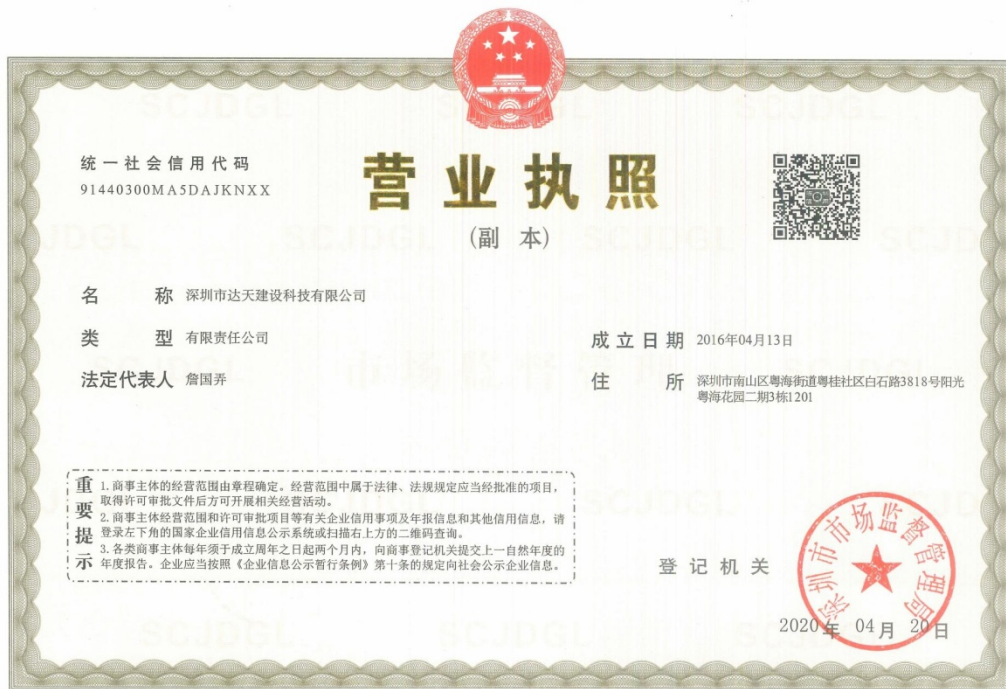 统一社会信用代码
91440300MA5DAJKNXX
营业执照
(副 本)
名 称 深圳市达天建设科技有限公司
类 型 有限责任公司
法定代表人 詹国弄
成立日期 2016年04月13日
住 所 深圳市南山区粤海街道粤桂社区白石路3818号阳光
粤海花园二期3栋1201
重要提示
1. 商事主体的经营范围由章程确定。经营范围中属于法律、法规规定应当经批准的项目，
取得许可审批文件后方可开展相关经营活动。
2. 商事主体经营范围和许可审批项目等有关企业信用事项及年报信息和其他信用信息，请
登录左下角的国家企业信用信息公示系统或扫描右上方的二维码查询。
3. 各类商事主体每年须于成立周年之日起两个月内，向商事登记机关提交上一自然年度的
年度报告。企业应当按照《企业信息公示暂行条例》第十条的规定向社会公示企业信息。
登记机关
深圳市市场监督管理局
2020年 04月 20日
SCJDGL
市场监督管理